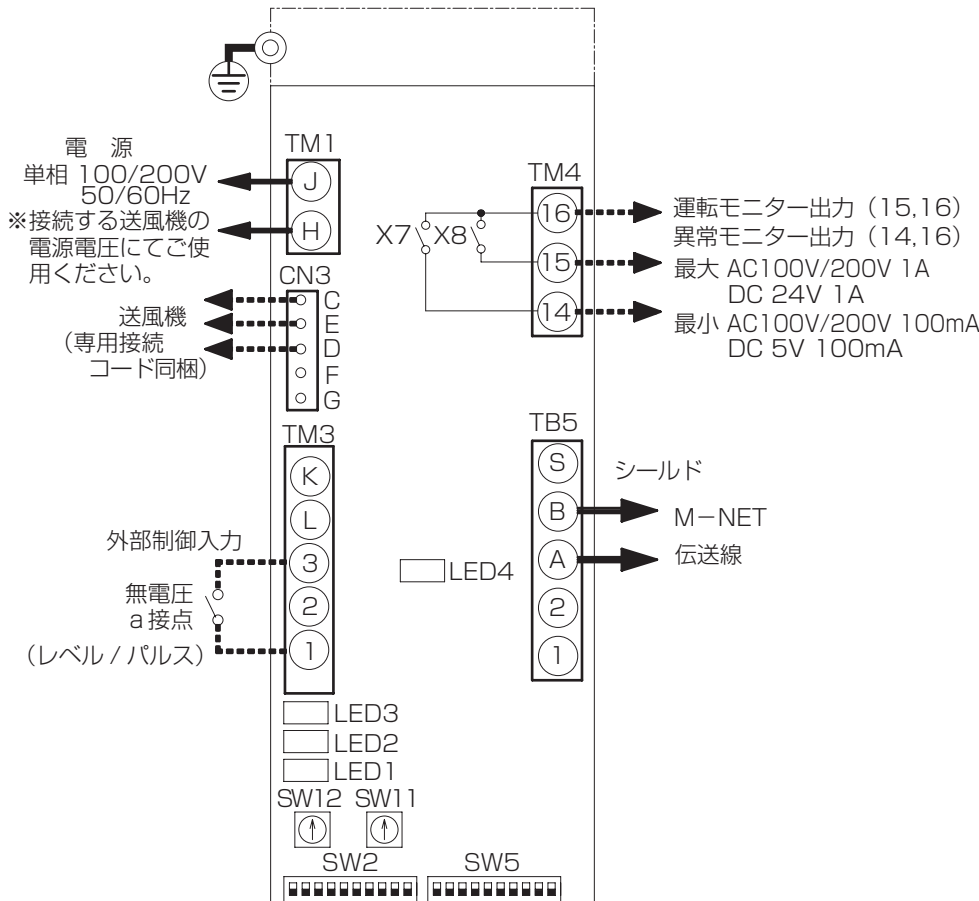 電 源
単相 100/200V
50/60Hz
※接続する送風機の
電源電圧にてご使
用ください。
TM1
J
H
CN3
C
E
D
F
G
送風機
(専用接続
コード同梱)
TM3
K
L
3
2
1
外部制御入力
無電圧
a接点
(レベル / パルス)
X7
X8
TM4
16
15
14
運転モニター出力 (15,16)
異常モニター出力 (14,16)
最大 AC100V/200V 1A
DC 24V 1A
最小 AC100V/200V 100mA
DC 5V 100mA
TB5
S
B
A
2
1
シールド
M-NET
伝送線
LED4
LED3
LED2
LED1
SW12 SW11
SW2 SW5